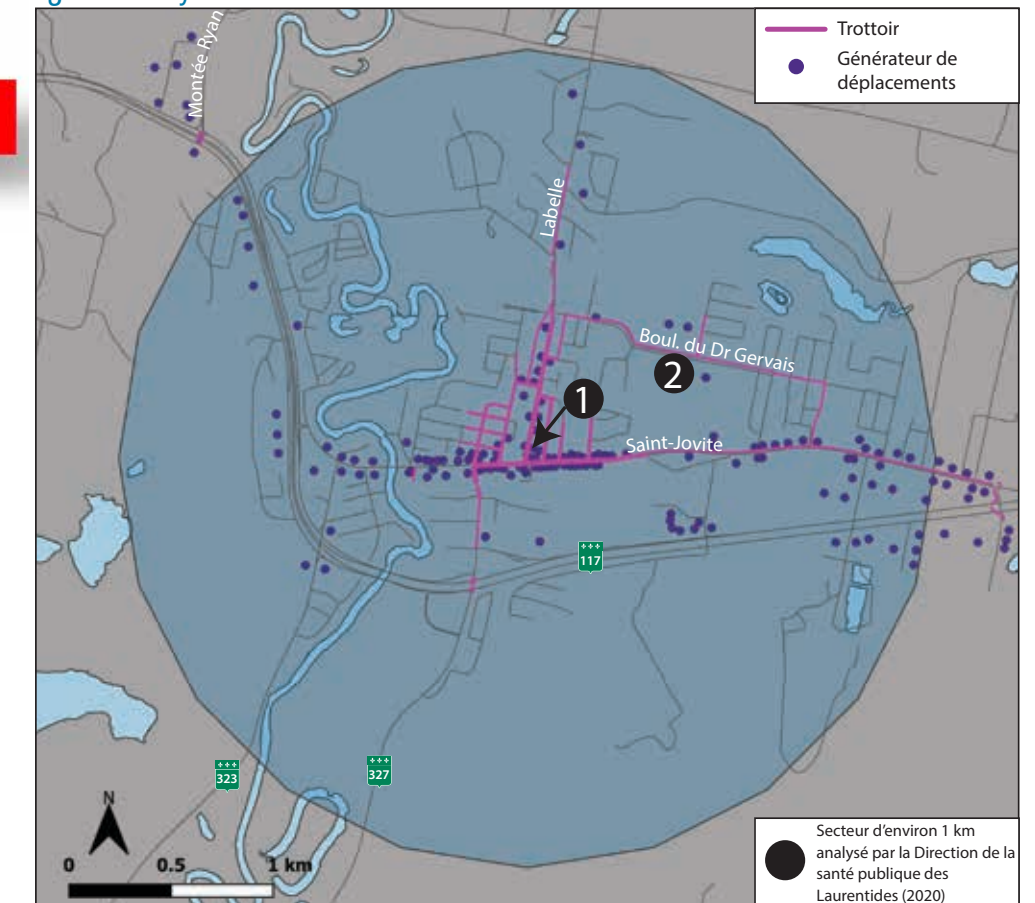 Trottoir
Générateur de
déplacements
Montée Ryan
Labelle
Boul. du Dr Gervais
2
1
Saint-Jovite
117
323
327
N
0 0.5 1 km
Secteur d'environ 1 km
analysé par la Direction de la
santé publique des
Laurentides (2020)